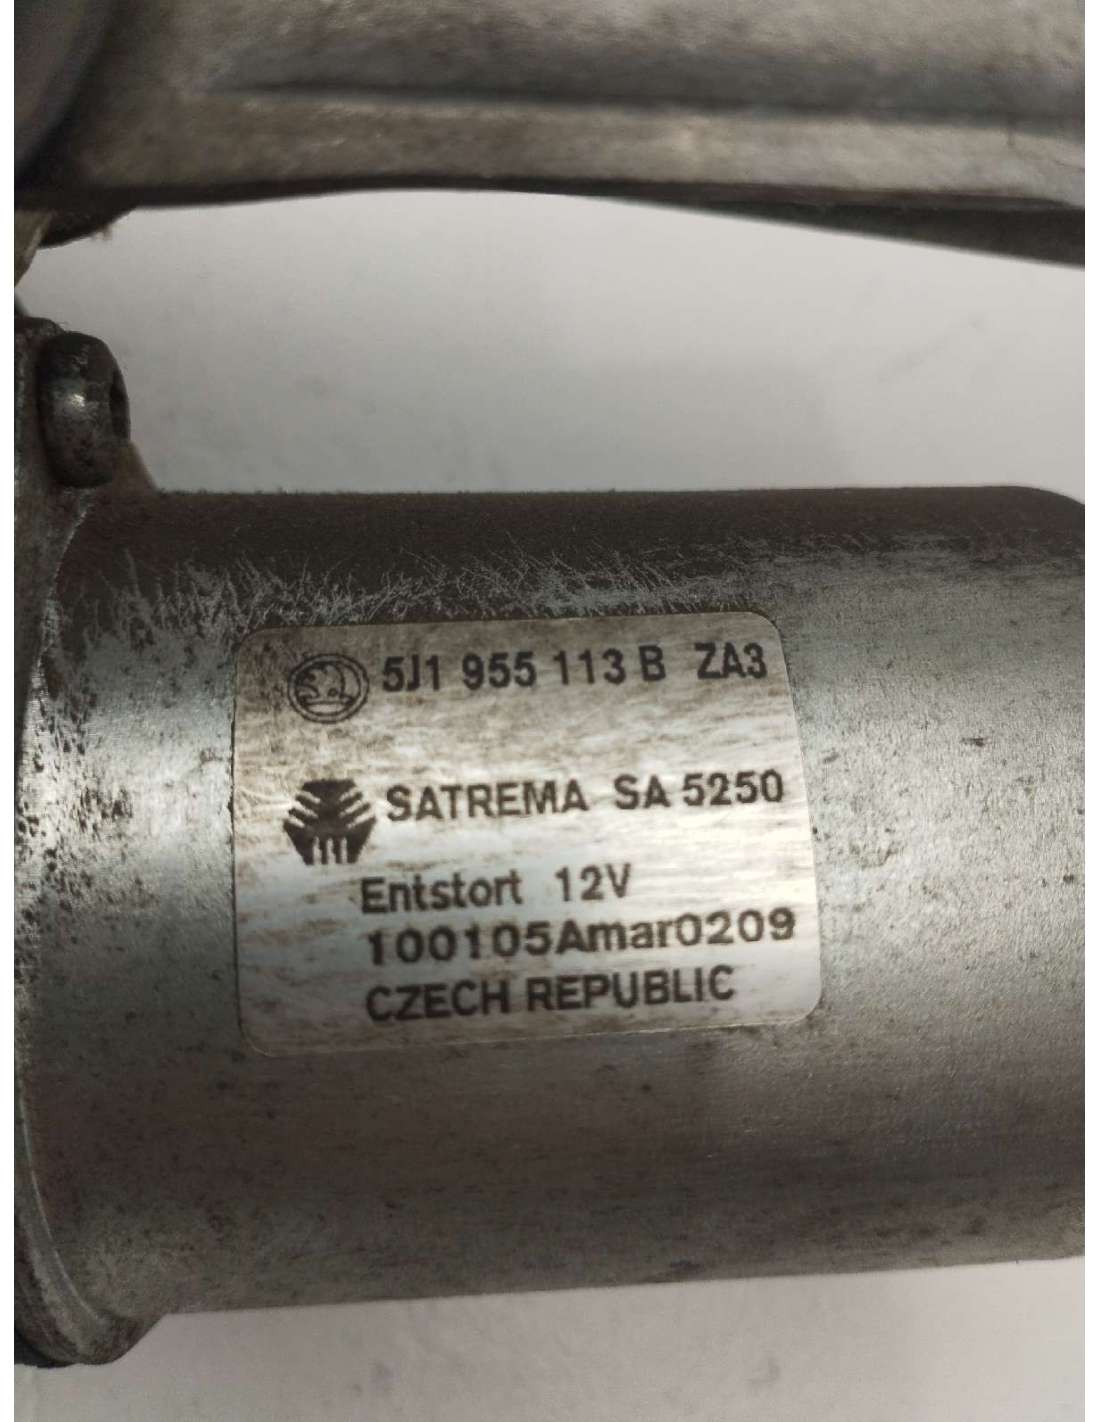 5J1 955 113 B ZA3
SATREMA SA 5250
Entstort 12V
100105Amar0209
CZECH REPUBLIC